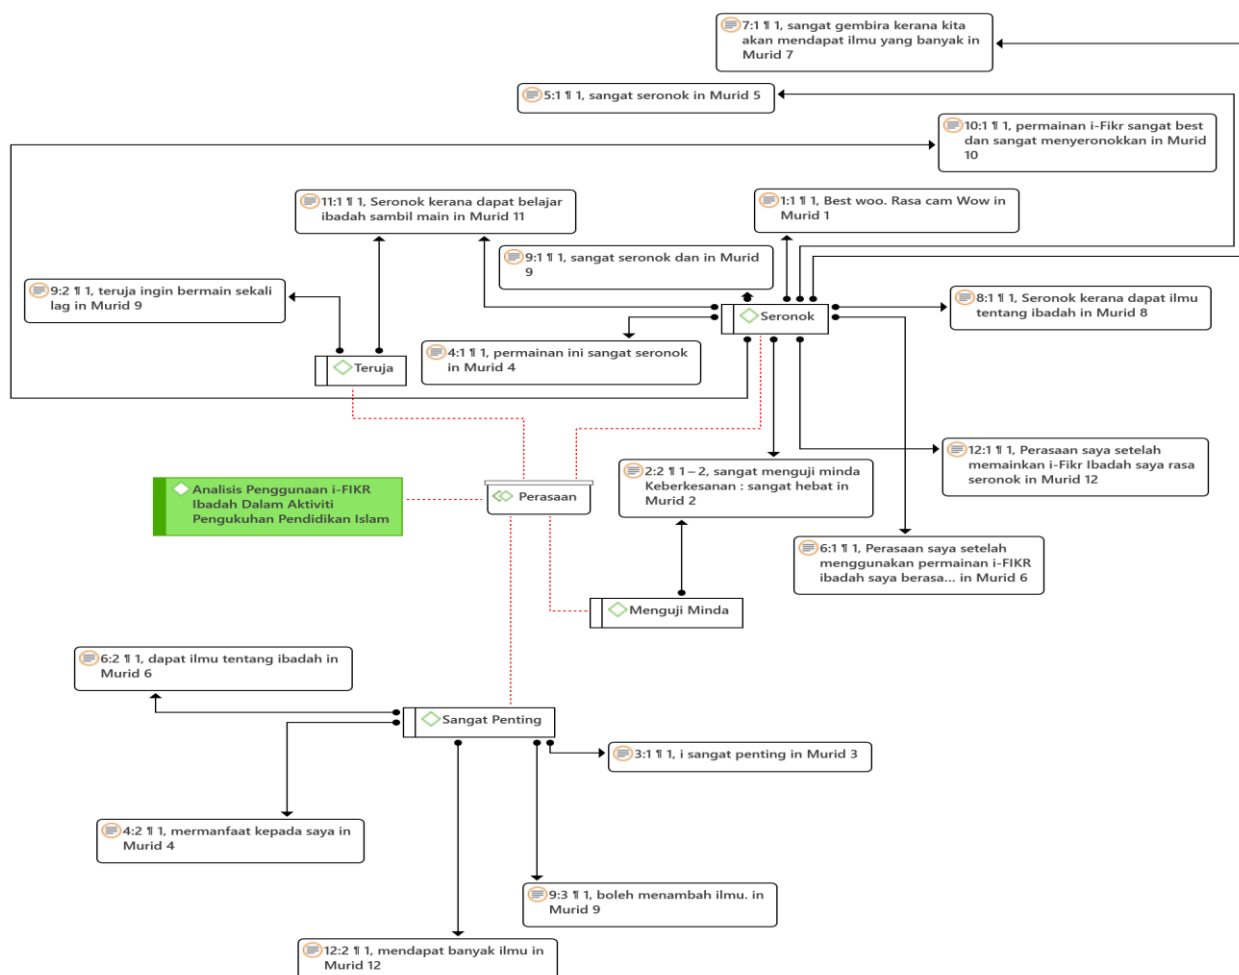 7:1 ¶ 1, sangat gembira kerana kita
akan mendapat ilmu yang banyak in
Murid 7
5:1 ¶ 1, sangat seronok in Murid 5
10:1 ¶ 1, permainan i-Fikr sangat best
dan sangat menyeronokkan in Murid
10
11:1 ¶ 1, Seronok kerana dapat belajar
ibadah sambil main in Murid 11
1:1 ¶ 1, Best woo. Rasa cam Wow in
Murid 1
9:1 ¶ 1, sangat seronok dan in Murid
9
9:2 ¶ 1, teruja ingin bermain sekali
lag in Murid 9
8:1 ¶ 1, Seronok kerana dapat ilmu
tentang ibadah in Murid 8
Seronok
4:1 ¶ 1, permainan ini sangat seronok
in Murid 4
Teruja
12:1 ¶ 1, Perasaan saya setelah
memainkan i-Fikr Ibadah saya rasa
seronok in Murid 12
2:2 ¶ 1 – 2, sangat menguji minda
Keberkesanan : sangat hebat in
Murid 2
Analisis Penggunaan i-FIKR
Ibadah Dalam Aktiviti
Pengukuhan Pendidikan Islam
Perasaan
6:1 ¶ 1, Perasaan saya setelah
menggunakan permainan i-FIKR
ibadah saya berasa... in Murid 6
Menguji Minda
6:2 ¶ 1, dapat ilmu tentang ibadah in
Murid 6
Sangat Penting
3:1 ¶ 1, i sangat penting in Murid 3
4:2 ¶ 1, mermanfaat kepada saya in
Murid 4
9:3 ¶ 1, boleh menambah ilmu. in
Murid 9
12:2 ¶ 1, mendapat banyak ilmu in
Murid 12